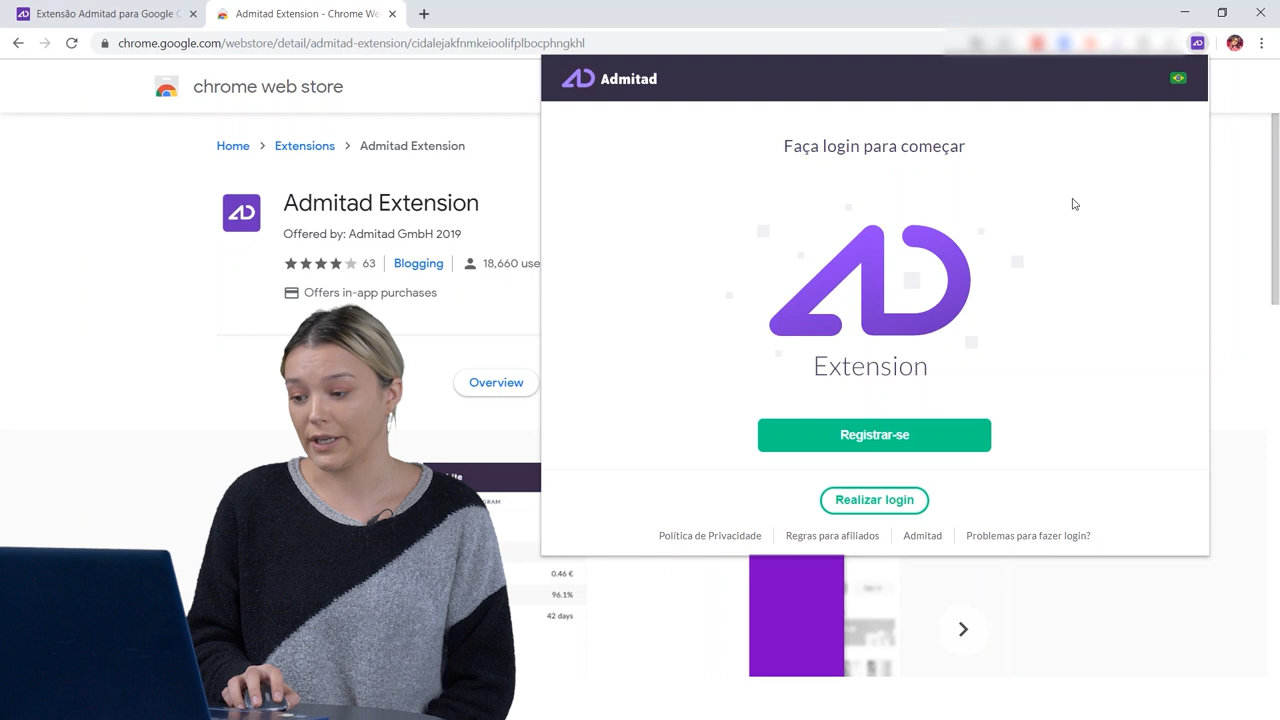 Extensão Admitad para Google C
Admitad Extension - Chrome We
chrome.google.com/webstore/detail/admitad-extension/cidalejakfnmkeioolifplbocphngkhl
chrome web store
Admitad
Home > Extensions > Admitad Extension
Faça login para começar
Admitad Extension
Offered by: Admitad GmbH 2019
63 Blogging 18,660 use
Offers in-app purchases
AD
Extension
Overview
Registrar-se
Realizar login
Política de Privacidade Regras para afiliados Admitad Problemas para fazer login?
0.46 €
96.1%
42 days